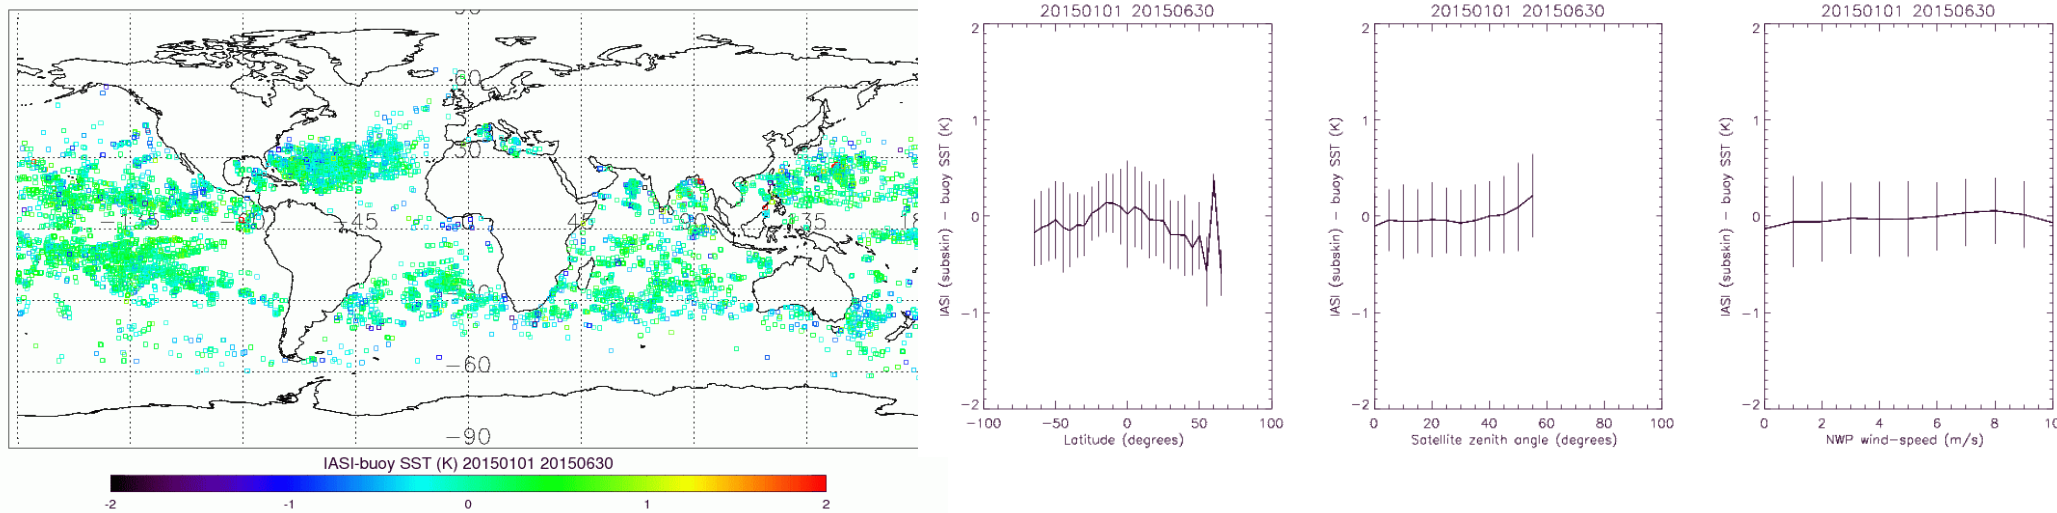 90
60
30
-135
-90
-45
45
90
135
18
-30
-60
-90
IASI-buoy SST (K) 20150101 20150630
-2 -1 0 1 2
20150101 20150630
IASI (subskin) - buoy SST (K)
2
1
0
-1
-2
-100 -50 0 50 100
Latitude (degrees)
20150101 20150630
IASI (subskin) - buoy SST (K)
2
1
0
-1
-2
0 20 40 60 80 100
Satellite zenith angle (degrees)
20150101 20150630
IASI (subskin) - buoy SST (K)
2
1
0
-1
-2
0 2 4 6 8 10
NWP wind-speed (m/s)